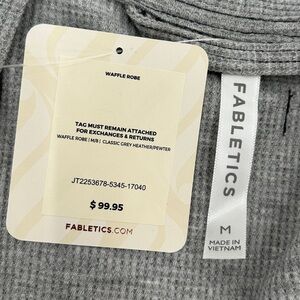 WAFFLE ROBE
TAG MUST REMAIN ATTACHED
FOR EXCHANGES & RETURNS
WAFFLE ROBE | M/8 | CLASSIC GREY HEATHER/PEWTER
JT2253678-5345-17040
$ 99.95
FABLETICS.COM
FABLETICS
M
MADE IN
VIETNAM